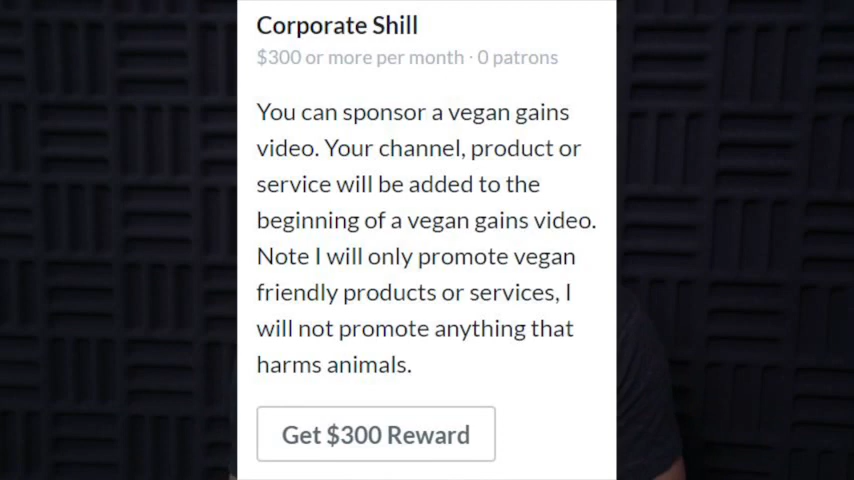 Corporate Shill
$300 or more per month · 0 patrons
You can sponsor a vegan gains
video. Your channel, product or
service will be added to the
beginning of a vegan gains video.
Note I will only promote vegan
friendly products or services, I
will not promote anything that
harms animals.
Get $300 Reward